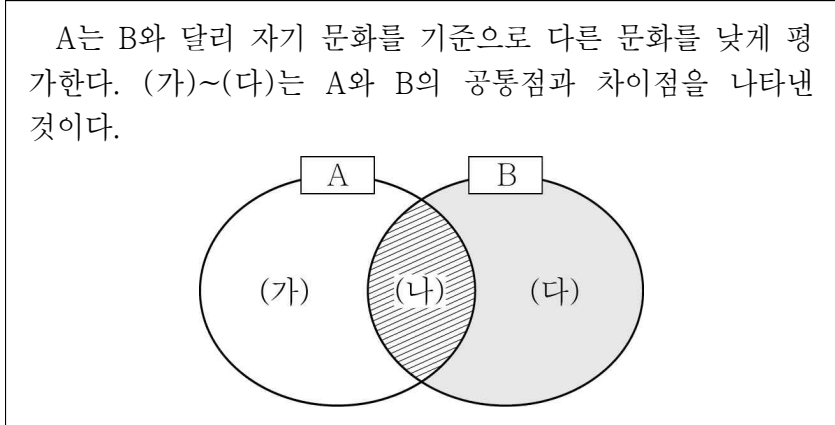 A는 B와 달리 자기 문화를 기준으로 다른 문화를 낮게 평
가한다. (가)~(다)는 A와 B의 공통점과 차이점을 나타낸
것이다.
A B
(가) (나) (다)